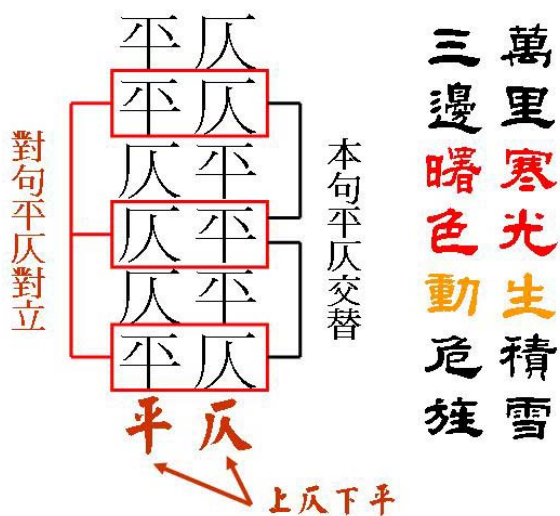 萬里寒光生積雪
三邊曙色動危旌
本句平仄交替
仄仄平平平仄仄
平平仄仄仄平平
對句平仄對立
上仄下平